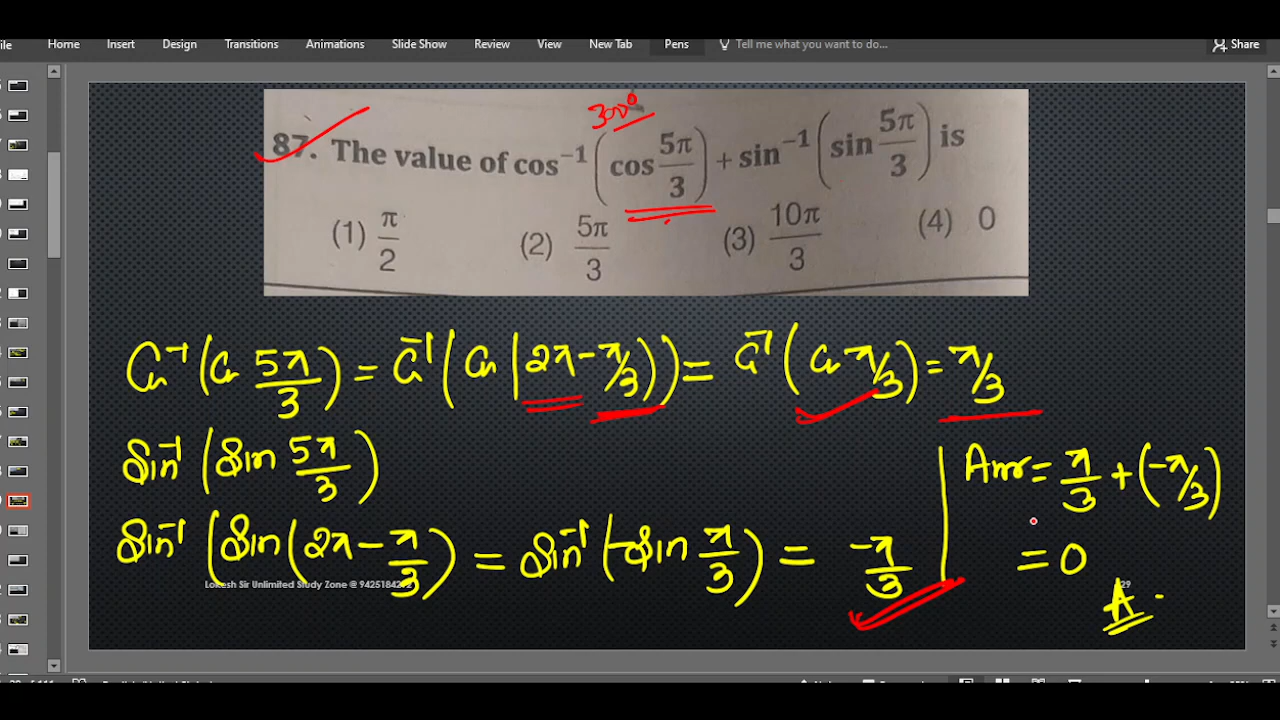 File Home Insert Design Transitions Animations Slide Show Review View New Tab Pens Tell me what you want to do... Share
300°
87. The value of cos⁻¹(cos 5π/3) + sin⁻¹(sin 5π/3) is
(1) π/2 (2) 5π/3 (3) 10π/3 (4) 0
Cos⁻¹(Cos 5π/3) = Cos⁻¹(Cos(2π-π/3)) = Cos⁻¹(Cos π/3) = π/3
Sin⁻¹(Sin 5π/3)
Sin⁻¹(Sin(2π-π/3) = Sin⁻¹(-Sin π/3) = -π/3
Ans = π/3 + (-π/3)
= 0
A
Lokesh Sir Unlimited Study Zone @ 94251842 29